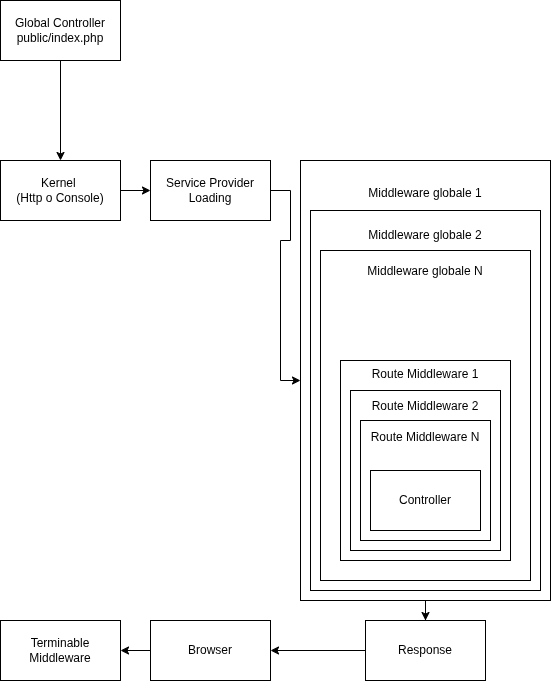 Global Controller
public/index.php
Kernel
(Http o Console)
Service Provider
Loading
Middleware globale 1
Middleware globale 2
Middleware globale N
Route Middleware 1
Route Middleware 2
Route Middleware N
Controller
Terminable
Middleware
Browser
Response